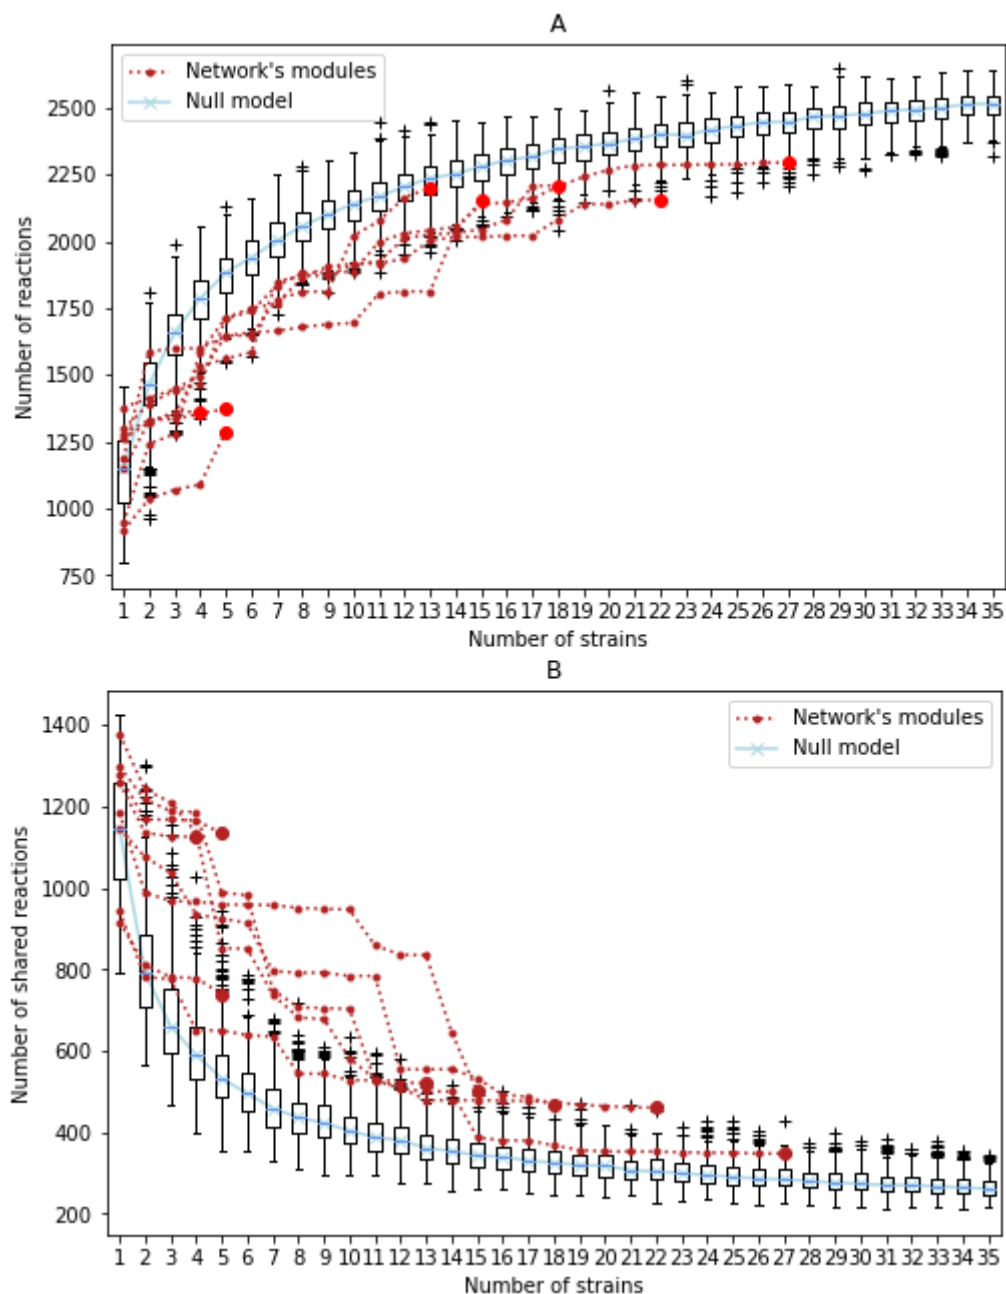 A
Network's modules
Null model
Number of reactions
2500
2250
2000
1750
1500
1250
1000
750
1 2 3 4 5 6 7 8 9 10 11 12 13 14 15 16 17 18 19 20 21 22 23 24 25 26 27 28 29 30 31 32 33 34 35
Number of strains
B
Network's modules
Null model
Number of shared reactions
1400
1200
1000
800
600
400
200
1 2 3 4 5 6 7 8 9 10 11 12 13 14 15 16 17 18 19 20 21 22 23 24 25 26 27 28 29 30 31 32 33 34 35
Number of strains